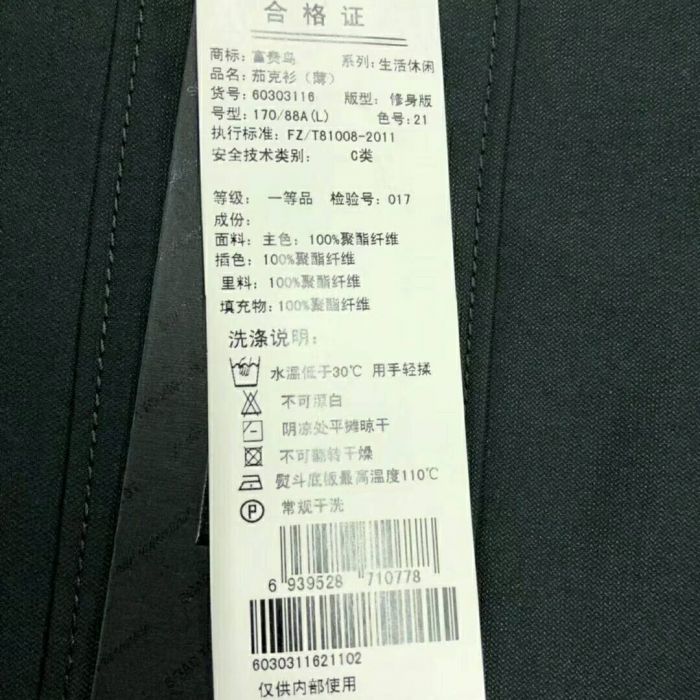 合格证
商标: 富贵鸟 系列: 生活休闲
品名: 茄克衫（薄）
货号: 60303116 版型: 修身版
号型: 170/88A(L) 色号: 21
执行标准: FZ/T81008-2011
安全技术类别: C类
等级: 一等品 检验号: 017
成份:
面料: 主色: 100%聚酯纤维
插色: 100%聚酯纤维
里料: 100%聚酯纤维
填充物: 100%聚酯纤维
洗涤说明:
水温低于30℃ 用手轻揉
不可漂白
阴凉处平摊晾干
不可翻转干燥
熨斗底板最高温度110℃
P 常规干洗
6 939528 710778
6030311621102
仅供内部使用